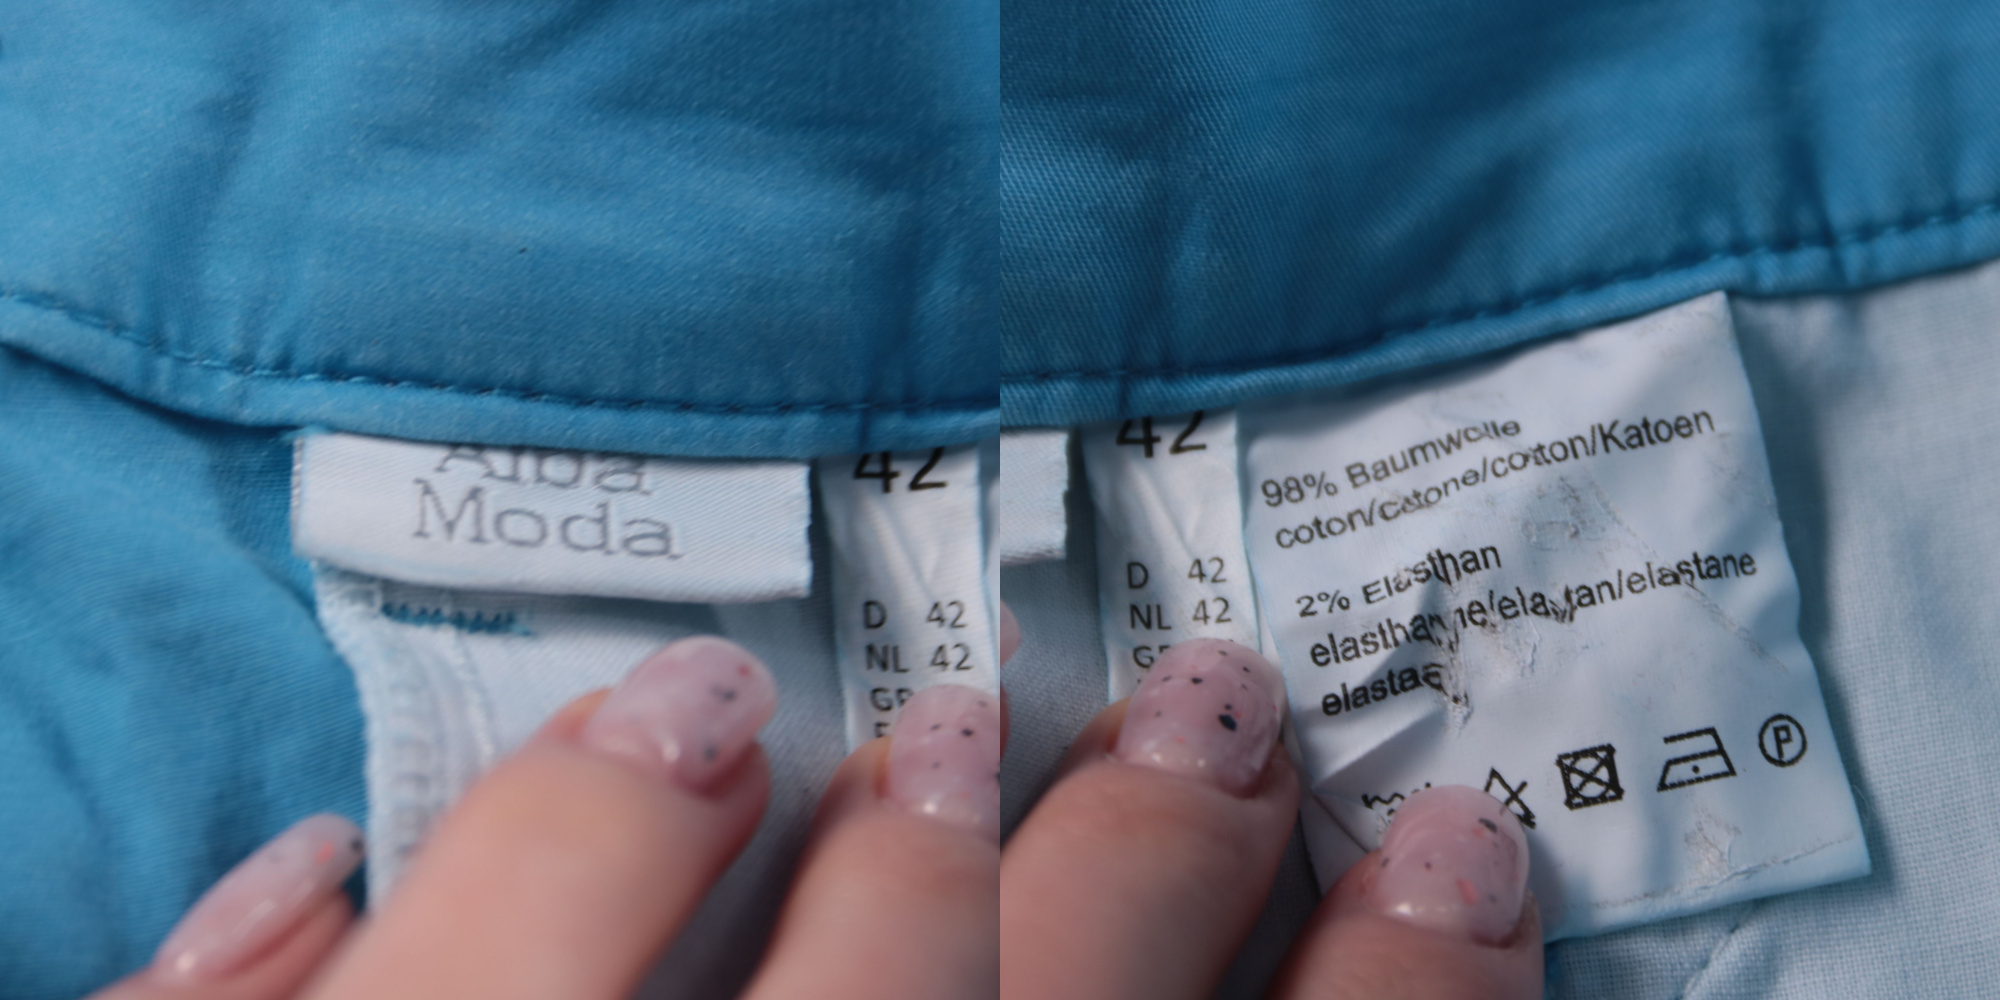 Alba
Moda
42
D 42
NL 42
42
D 42
NL 42
98% Baumwolle
coton/cotone/cotton/Katoen
2% Elasthan
elasthanne/elastan/elastane
P